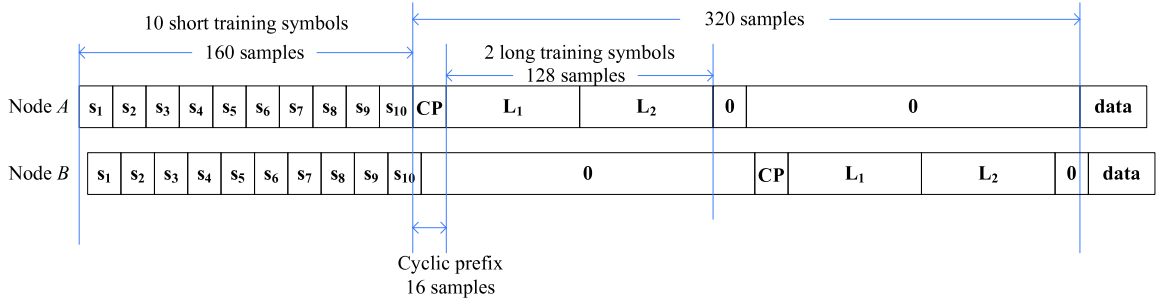 10 short training symbols
160 samples
320 samples
2 long training symbols
128 samples
Node A s1 s2 s3 s4 s5 s6 s7 s8 s9 s10 CP L1 L2 0 0 data
Node B s1 s2 s3 s4 s5 s6 s7 s8 s9 s10 0 CP L1 L2 0 data
Cyclic prefix
16 samples